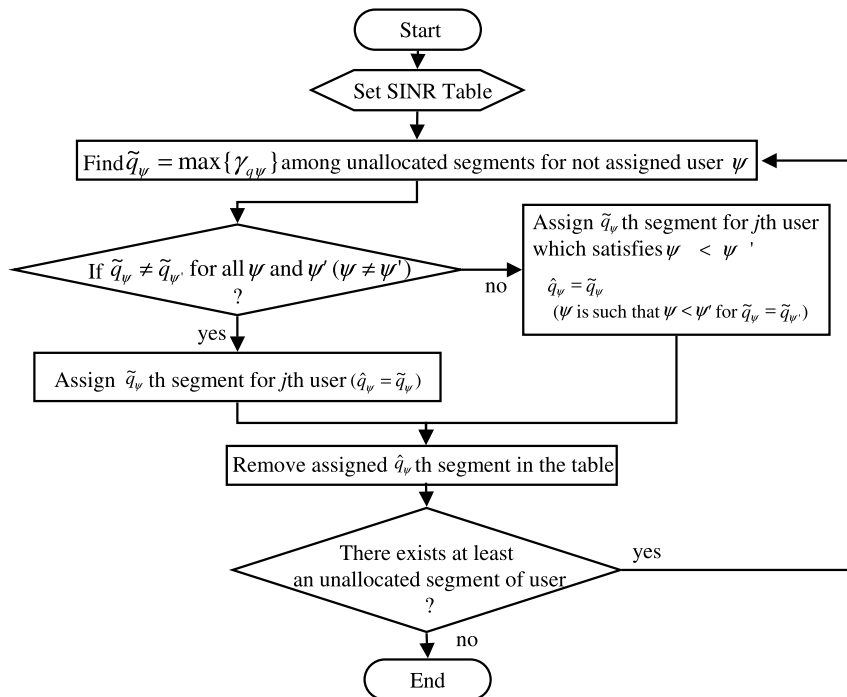 Start
Set SINR Table
Find q̃_ψ = max{γ_qψ} among unallocated segments for not assigned user ψ
If q̃_ψ ≠ q̃_ψ' for all ψ and ψ' (ψ ≠ ψ')
?
no
Assign q̃_ψ th segment for jth user
which satisfies ψ < ψ '
q̂_ψ = q̃_ψ
(ψ is such that ψ < ψ' for q̃_ψ = q̃_ψ'.)
yes
Assign q̃_ψ th segment for jth user (q̂_ψ = q̃_ψ)
Remove assigned q̂_ψ th segment in the table
There exists at least
an unallocated segment of user
?
yes
no
End